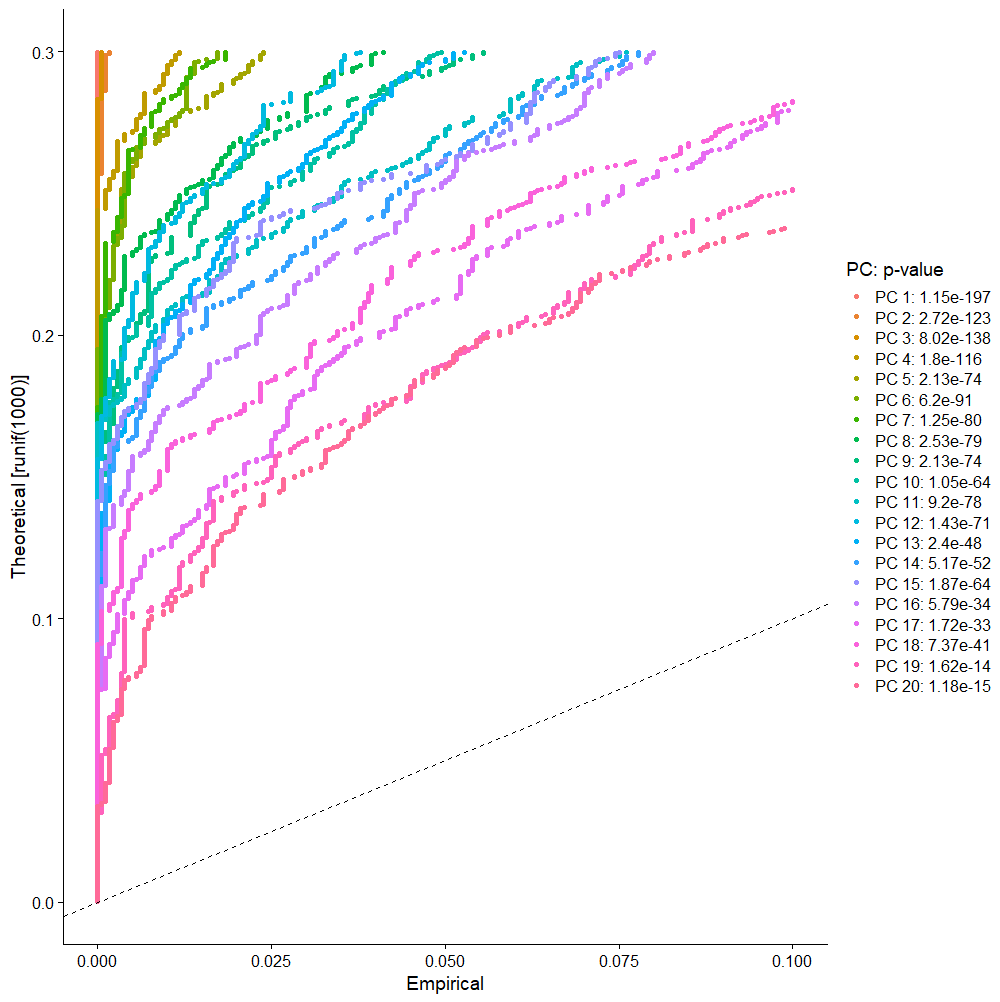 0.3
0.2
0.1
0.0
Theoretical [runif(1000)]
0.000 0.025 0.050 0.075 0.100
Empirical
PC: p-value
PC 1: 1.15e-197
PC 2: 2.72e-123
PC 3: 8.02e-138
PC 4: 1.8e-116
PC 5: 2.13e-74
PC 6: 6.2e-91
PC 7: 1.25e-80
PC 8: 2.53e-79
PC 9: 2.13e-74
PC 10: 1.05e-64
PC 11: 9.2e-78
PC 12: 1.43e-71
PC 13: 2.4e-48
PC 14: 5.17e-52
PC 15: 1.87e-64
PC 16: 5.79e-34
PC 17: 1.72e-33
PC 18: 7.37e-41
PC 19: 1.62e-14
PC 20: 1.18e-15